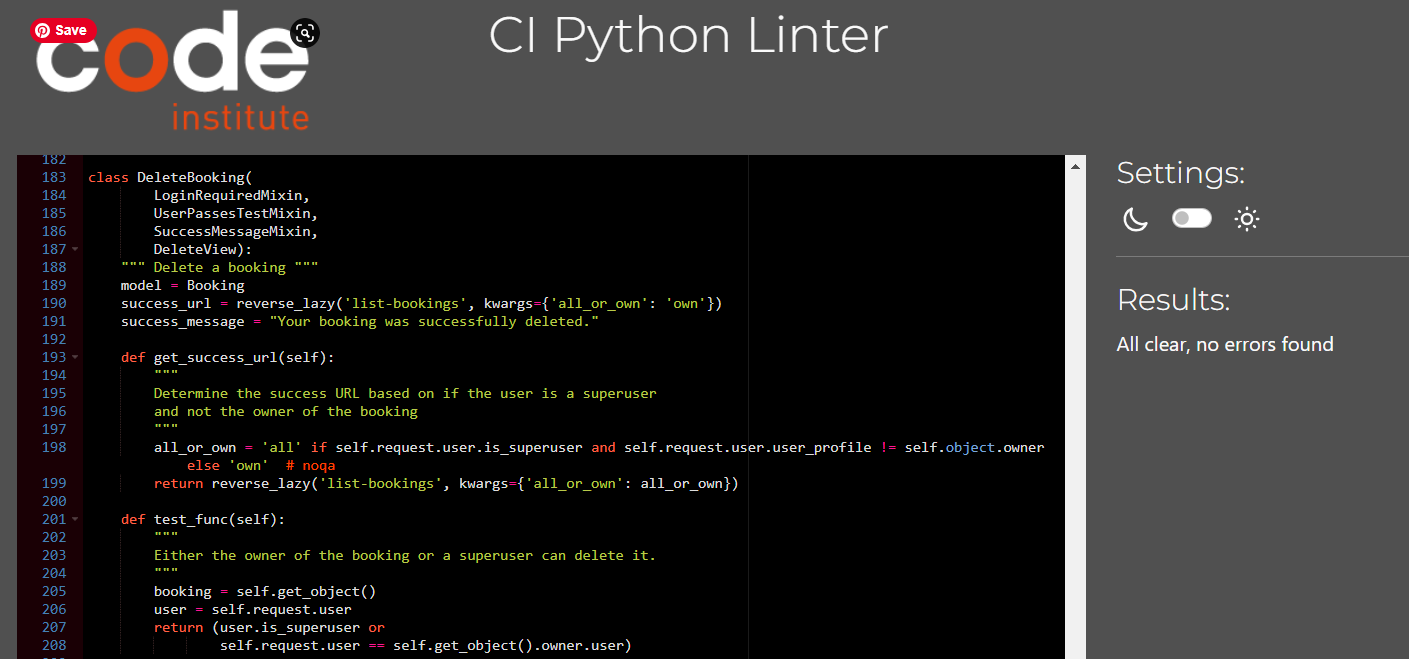 Save
code
institute
CI Python Linter
182
183 class DeleteBooking(
184 LoginRequiredMixin,
185 UserPassesTestMixin,
186 SuccessMessageMixin,
187 DeleteView):
188 """ Delete a booking """
189 model = Booking
190 success_url = reverse_lazy('list-bookings', kwargs={'all_or_own': 'own'})
191 success_message = "Your booking was successfully deleted."
192
193 def get_success_url(self):
194 """
195 Determine the success URL based on if the user is a superuser
196 and not the owner of the booking
197 """
198 all_or_own = 'all' if self.request.user.is_superuser and self.request.user.user_profile != self.object.owner
else 'own'  # noqa
199 return reverse_lazy('list-bookings', kwargs={'all_or_own': all_or_own})
200
201 def test_func(self):
202 """
203 Either the owner of the booking or a superuser can delete it.
204 """
205 booking = self.get_object()
206 user = self.request.user
207 return (user.is_superuser or
208 self.request.user == self.get_object().owner.user)
Settings:
Results:
All clear, no errors found